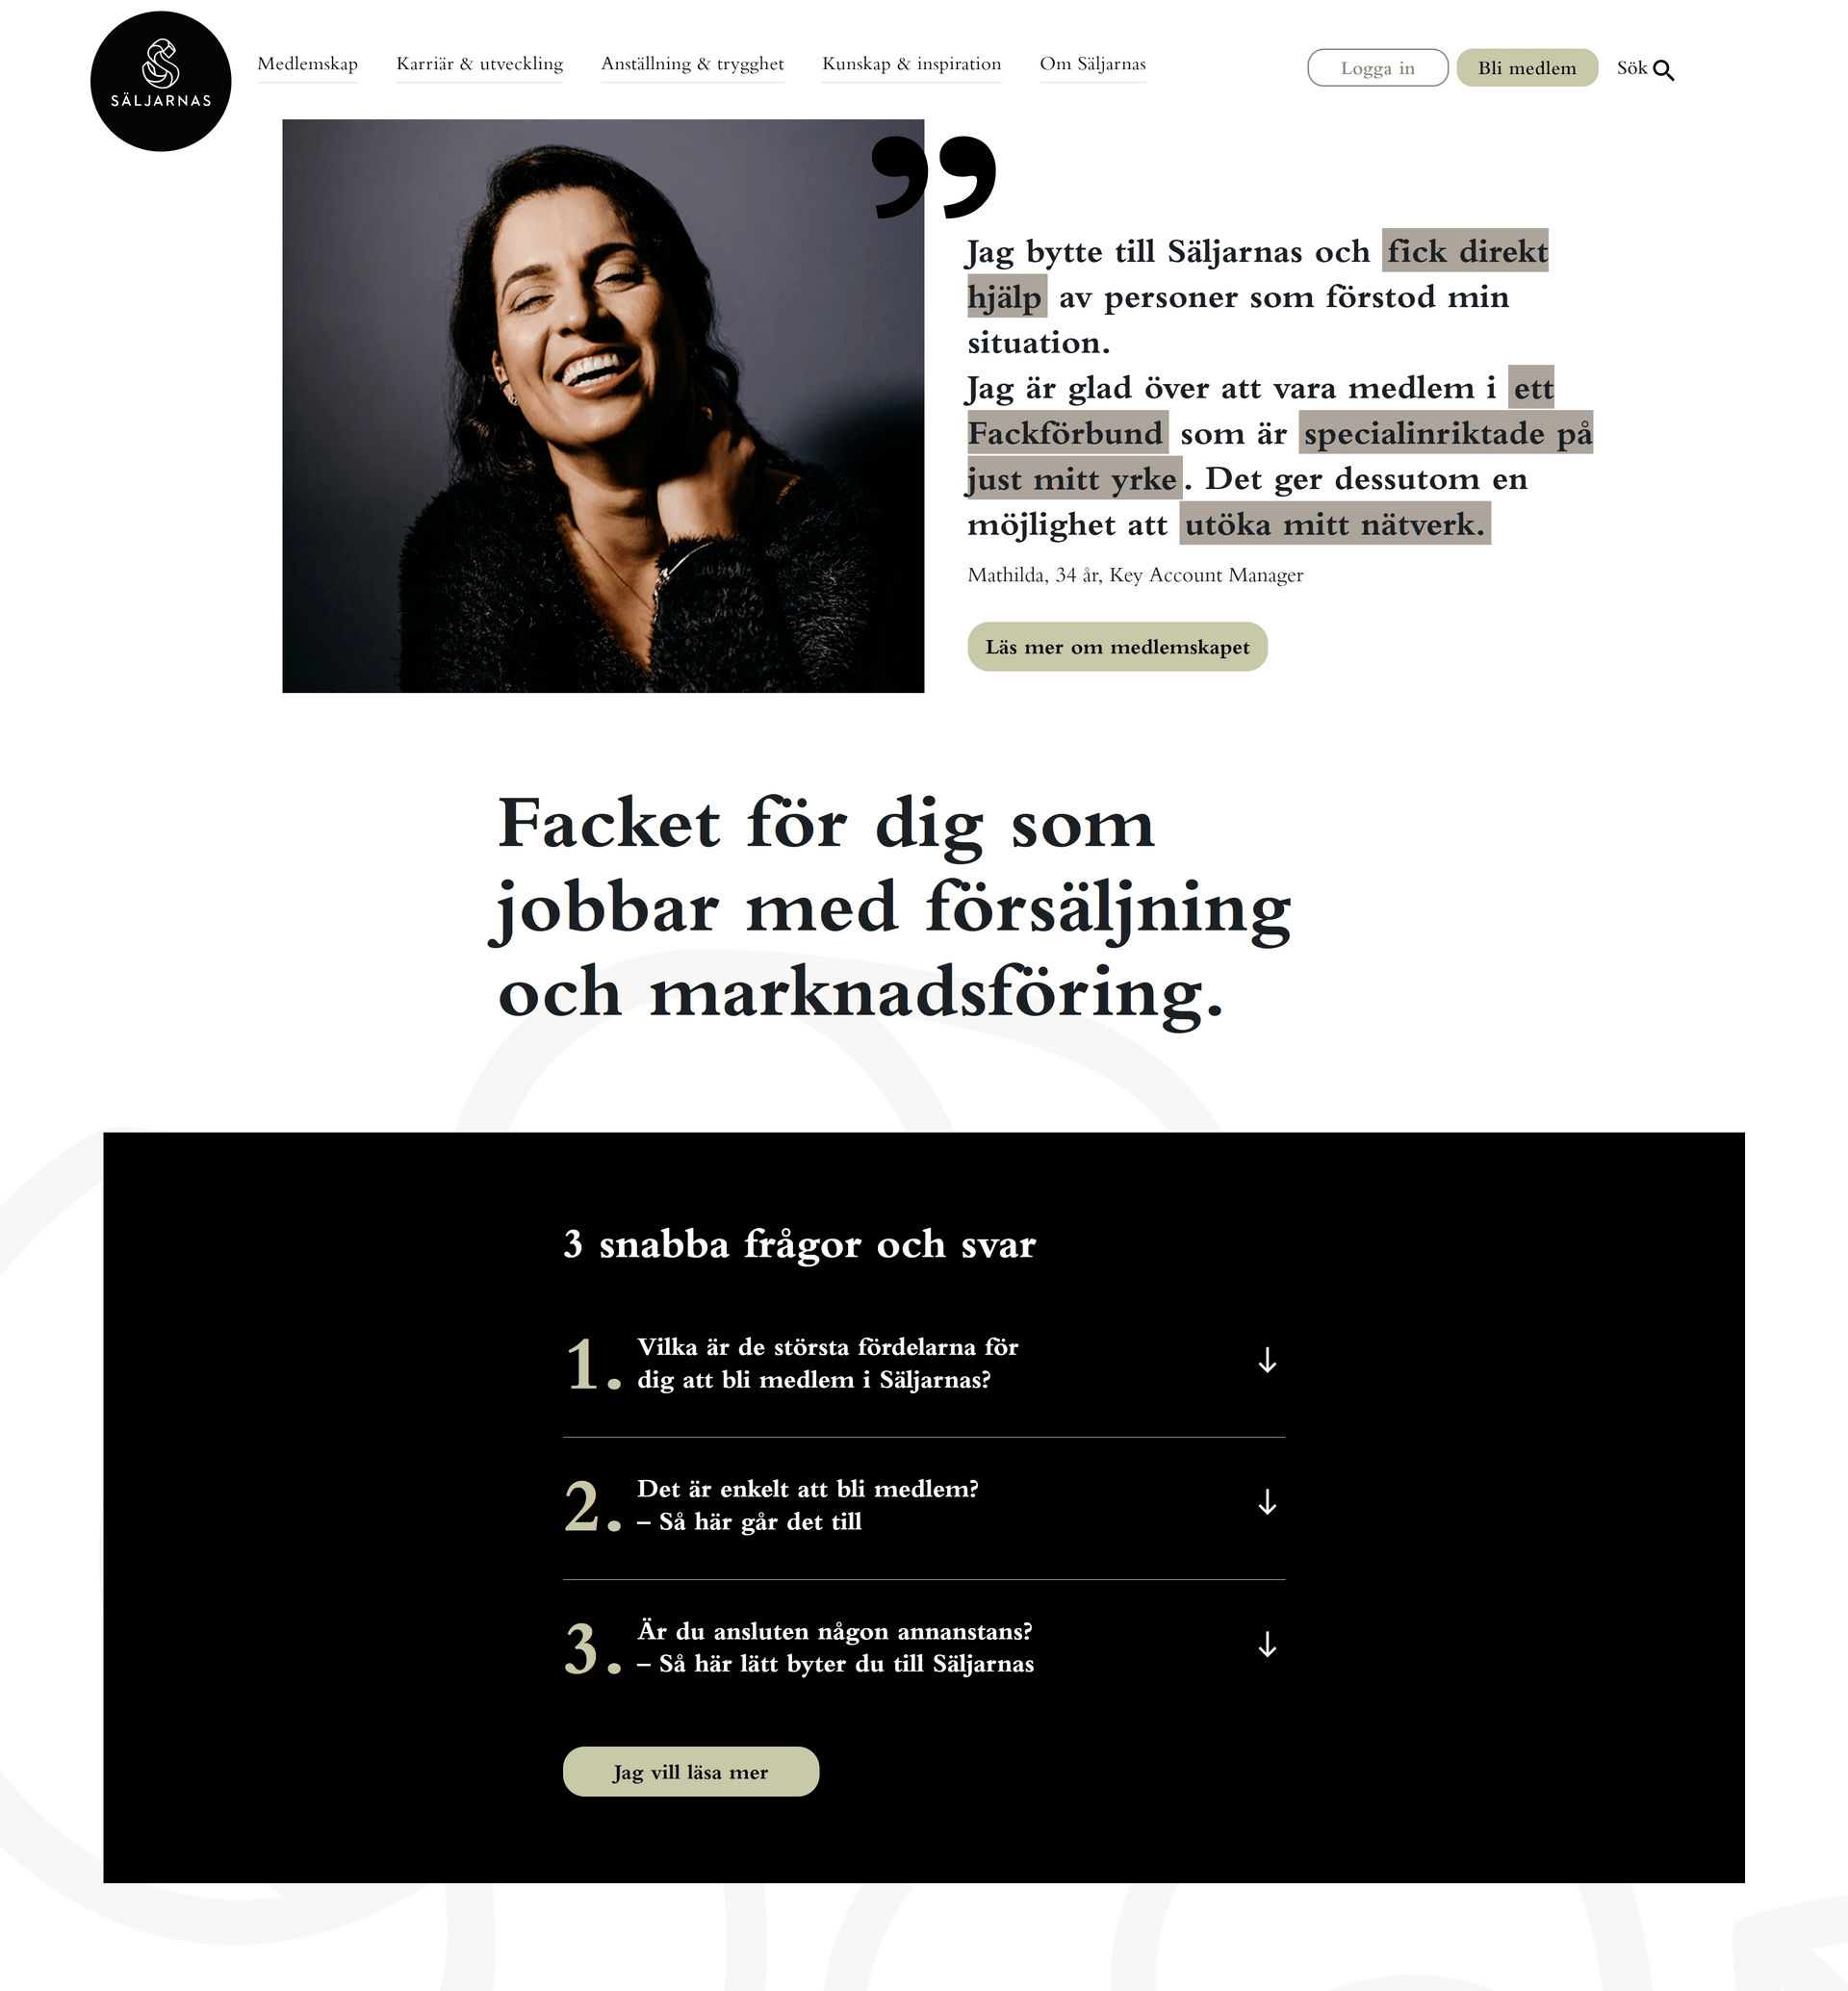 SÄLJARNAS
Medlemskap
Karriär & utveckling
Anställning & trygghet
Kunskap & inspiration
Om Säljarnas
Logga in
Bli medlem
Sök
”
Jag bytte till Säljarnas och fick direkt
hjälp av personer som förstod min
situation.
Jag är glad över att vara medlem i ett
Fackförbund som är specialinriktade på
just mitt yrke. Det ger dessutom en
möjlighet att utöka mitt nätverk.
Mathilda, 34 år, Key Account Manager
Läs mer om medlemskapet
Facket för dig som
jobbar med försäljning
och marknadsföring.
3 snabba frågor och svar
1. Vilka är de största fördelarna för
dig att bli medlem i Säljarnas?
2. Det är enkelt att bli medlem?
– Så här går det till
3. Är du ansluten någon annanstans?
– Så här lätt byter du till Säljarnas
Jag vill läsa mer